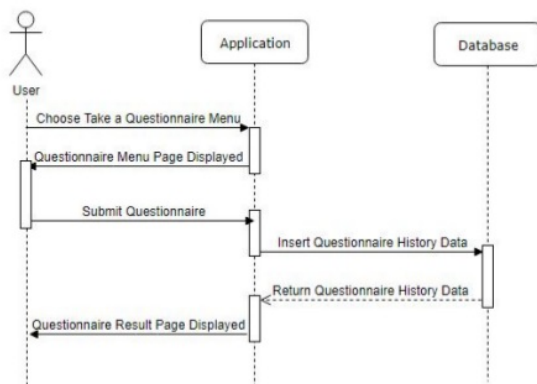 Application
Database
User
Choose Take a Questionnaire Menu
Questionnaire Menu Page Displayed
Submit Questionnaire
Insert Questionnaire History Data
Return Questionnaire History Data
Questionnaire Result Page Displayed